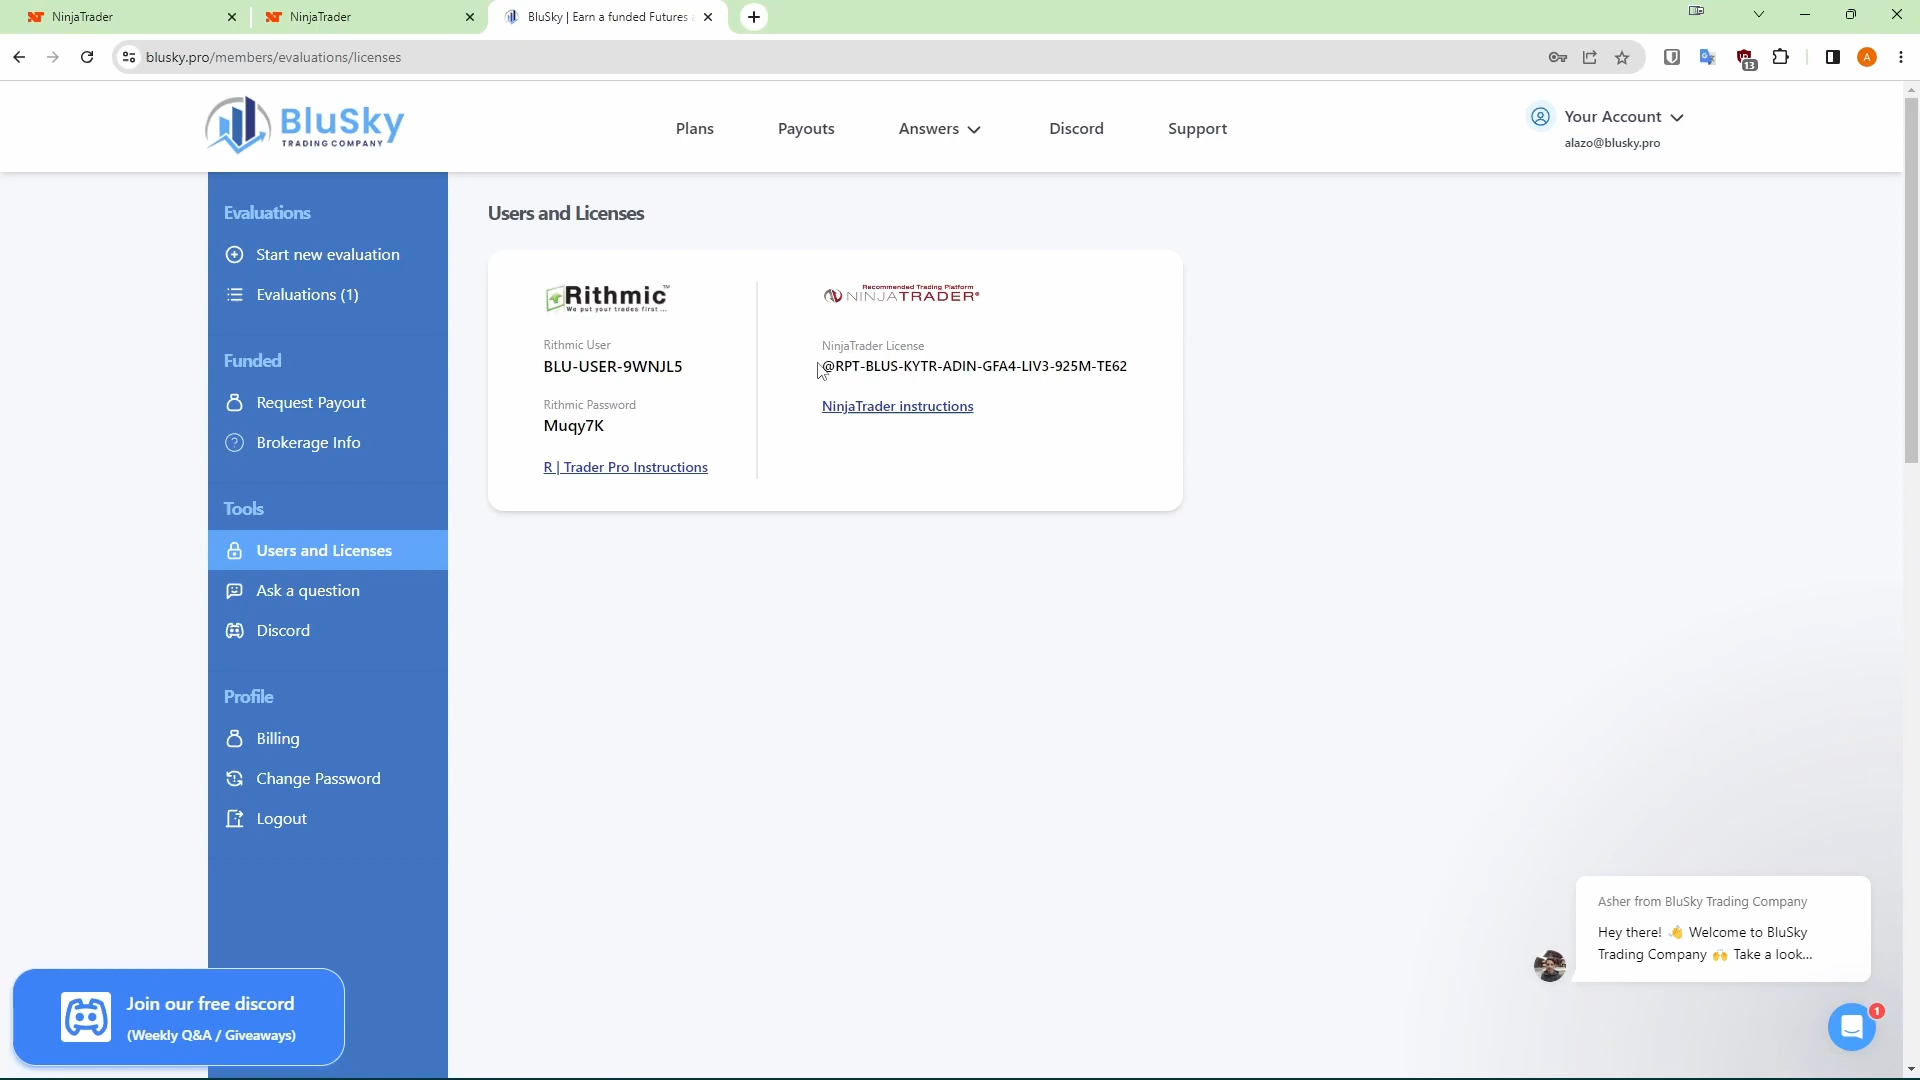 NinjaTrader
NinjaTrader
BluSky | Earn a funded Futures a
blusky.pro/members/evaluations/licenses
13
A
BluSky
TRADING COMPANY
Plans
Payouts
Answers
Discord
Support
Your Account
alazo@blusky.pro
Evaluations
Start new evaluation
Evaluations (1)
Funded
Request Payout
Brokerage Info
Tools
Users and Licenses
Ask a question
Discord
Profile
Billing
Change Password
Logout
Users and Licenses
Rithmic™
We put your trades first...
Rithmic User
BLU-USER-9WNJL5
Rithmic Password
Muqy7K
R | Trader Pro Instructions
Recommended Trading Platform
NINJATRADER®
NinjaTrader License
@RPT-BLUS-KYTR-ADIN-GFA4-LIV3-925M-TE62
NinjaTrader instructions
Join our free discord
(Weekly Q&A / Giveaways)
Asher from BluSky Trading Company
Hey there! 👋 Welcome to BluSky
Trading Company 🙌 Take a look...
1